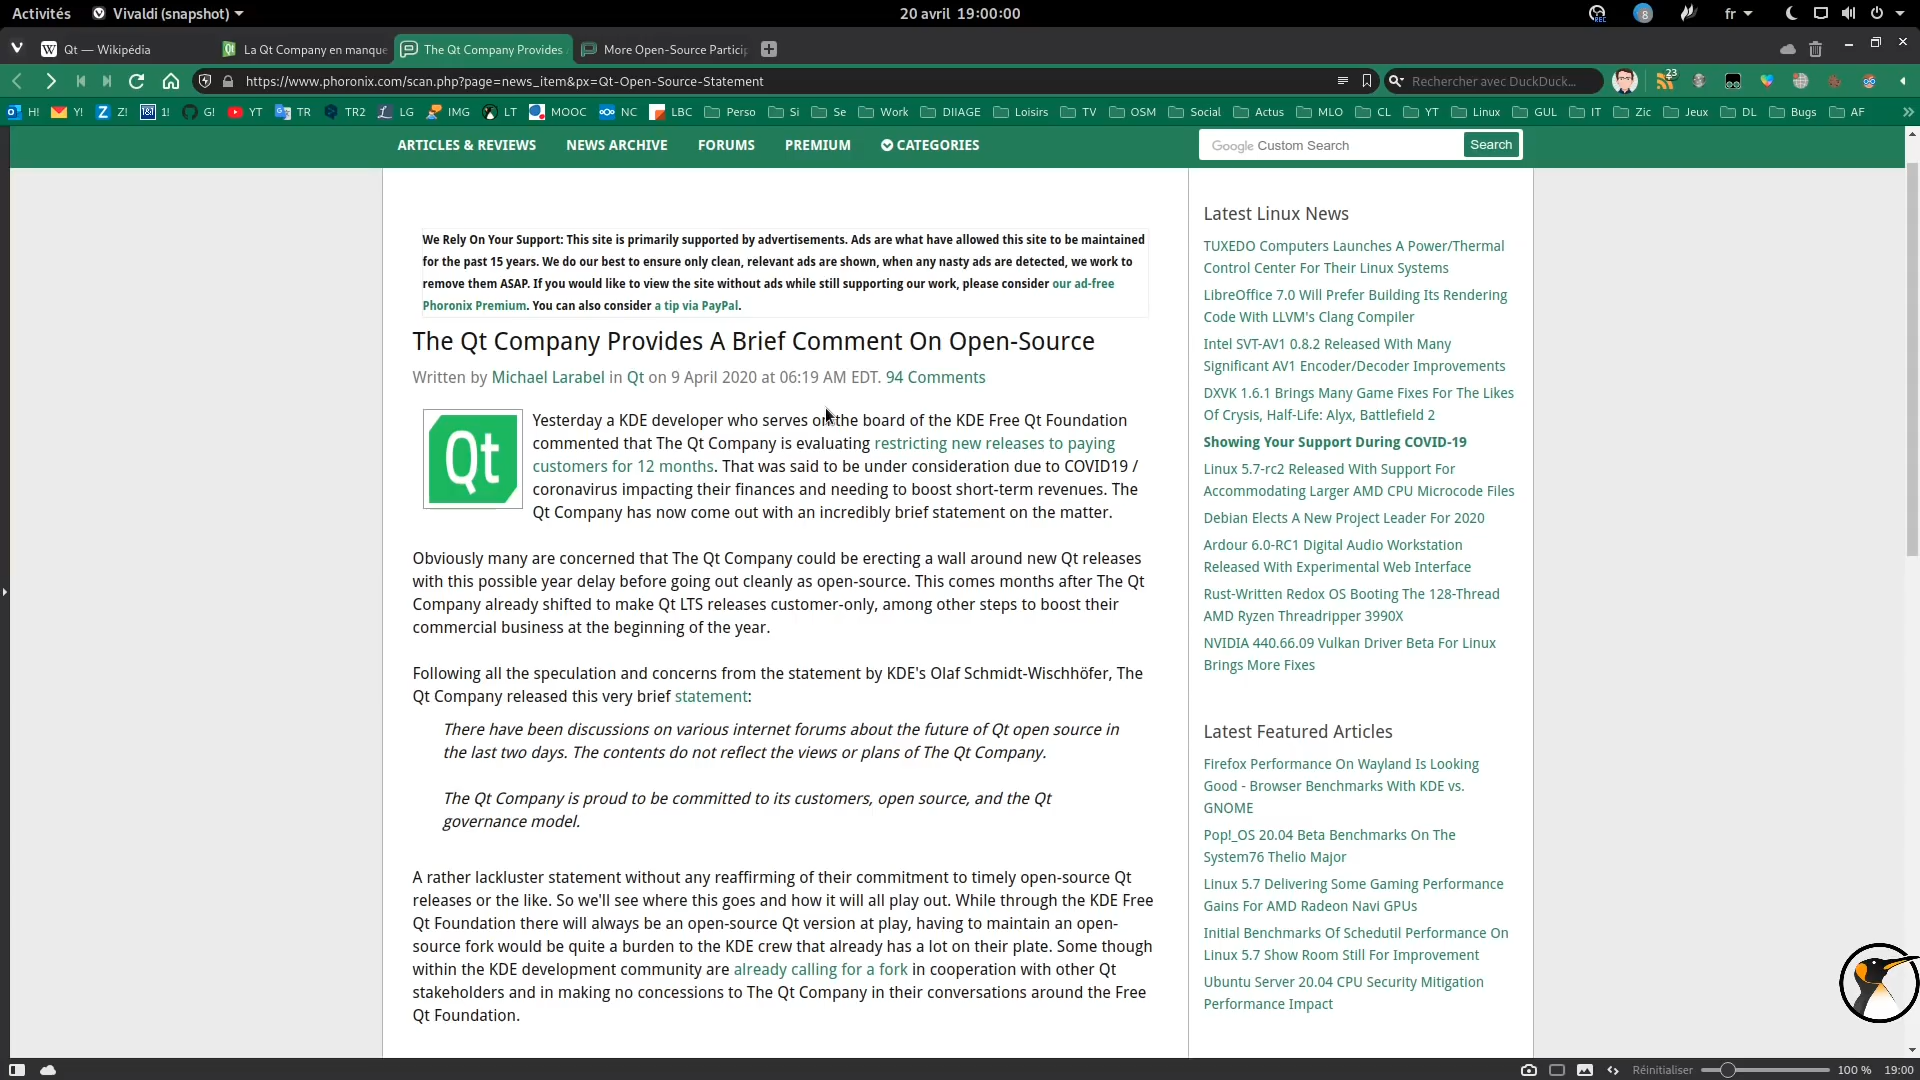 Activités
Vivaldi (snapshot)
20 avril 19:00:00
REC
8
fr
Qt — Wikipédia
La Qt Company en manque
The Qt Company Provides
More Open-Source Partici
https://www.phoronix.com/scan.php?page=news_item&px=Qt-Open-Source-Statement
Rechercher avec DuckDuck...
23
H! Y! Z! 1! G! YT TR TR2 LG IMG LT MOOC NC LBC Perso Si Se Work DIIAGE Loisirs TV OSM Social Actus MLO CL YT Linux GUL IT Zic Jeux DL Bugs AF
ARTICLES & REVIEWS NEWS ARCHIVE FORUMS PREMIUM CATEGORIES
Google Custom Search
Search
We Rely On Your Support: This site is primarily supported by advertisements. Ads are what have allowed this site to be maintained
for the past 15 years. We do our best to ensure only clean, relevant ads are shown, when any nasty ads are detected, we work to
remove them ASAP. If you would like to view the site without ads while still supporting our work, please consider our ad-free
Phoronix Premium. You can also consider a tip via PayPal.
The Qt Company Provides A Brief Comment On Open-Source
Written by Michael Larabel in Qt on 9 April 2020 at 06:19 AM EDT. 94 Comments
Qt
Yesterday a KDE developer who serves on the board of the KDE Free Qt Foundation
commented that The Qt Company is evaluating restricting new releases to paying
customers for 12 months. That was said to be under consideration due to COVID19 /
coronavirus impacting their finances and needing to boost short-term revenues. The
Qt Company has now come out with an incredibly brief statement on the matter.
Obviously many are concerned that The Qt Company could be erecting a wall around new Qt releases
with this possible year delay before going out cleanly as open-source. This comes months after The Qt
Company already shifted to make Qt LTS releases customer-only, among other steps to boost their
commercial business at the beginning of the year.
Following all the speculation and concerns from the statement by KDE's Olaf Schmidt-Wischhöfer, The
Qt Company released this very brief statement:
There have been discussions on various internet forums about the future of Qt open source in
the last two days. The contents do not reflect the views or plans of The Qt Company.
The Qt Company is proud to be committed to its customers, open source, and the Qt
governance model.
A rather lackluster statement without any reaffirming of their commitment to timely open-source Qt
releases or the like. So we'll see where this goes and how it will all play out. While through the KDE Free
Qt Foundation there will always be an open-source Qt version at play, having to maintain an open-
source fork would be quite a burden to the KDE crew that already has a lot on their plate. Some though
within the KDE development community are already calling for a fork in cooperation with other Qt
stakeholders and in making no concessions to The Qt Company in their conversations around the Free
Qt Foundation.
Latest Linux News
TUXEDO Computers Launches A Power/Thermal
Control Center For Their Linux Systems
LibreOffice 7.0 Will Prefer Building Its Rendering
Code With LLVM's Clang Compiler
Intel SVT-AV1 0.8.2 Released With Many
Significant AV1 Encoder/Decoder Improvements
DXVK 1.6.1 Brings Many Game Fixes For The Likes
Of Crysis, Half-Life: Alyx, Battlefield 2
Showing Your Support During COVID-19
Linux 5.7-rc2 Released With Support For
Accommodating Larger AMD CPU Microcode Files
Debian Elects A New Project Leader For 2020
Ardour 6.0-RC1 Digital Audio Workstation
Released With Experimental Web Interface
Rust-Written Redox OS Booting The 128-Thread
AMD Ryzen Threadripper 3990X
NVIDIA 440.66.09 Vulkan Driver Beta For Linux
Brings More Fixes
Latest Featured Articles
Firefox Performance On Wayland Is Looking
Good - Browser Benchmarks With KDE vs.
GNOME
Pop!_OS 20.04 Beta Benchmarks On The
System76 Thelio Major
Linux 5.7 Delivering Some Gaming Performance
Gains For AMD Radeon Navi GPUs
Initial Benchmarks Of Schedutil Performance On
Linux 5.7 Show Room Still For Improvement
Ubuntu Server 20.04 CPU Security Mitigation
Performance Impact
Réinitialiser
100 %
19:00